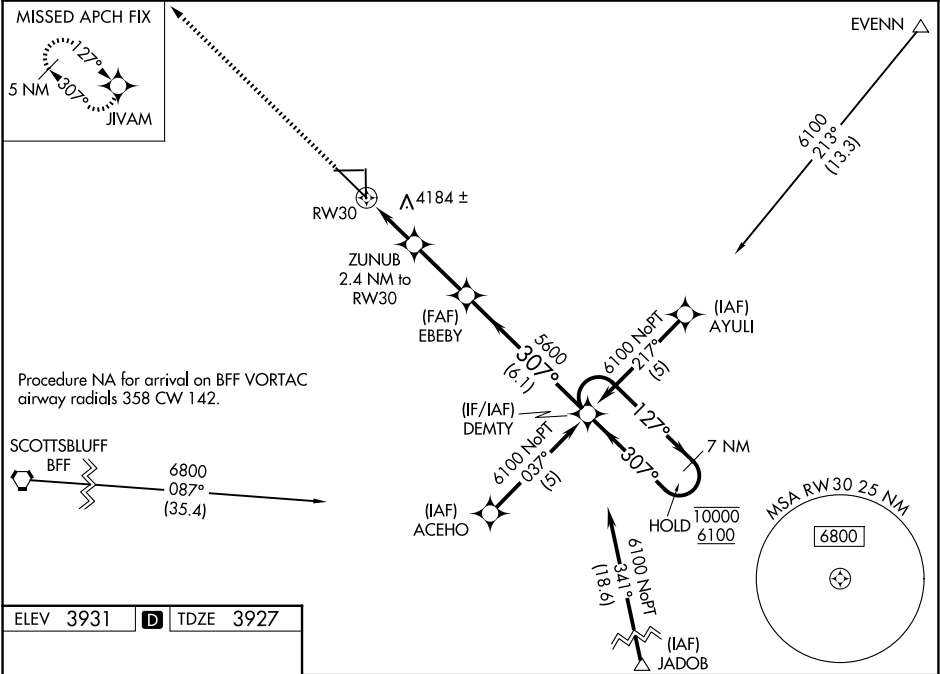 MISSED APCH FIX
127°
5 NM
307°
JIVAM
EVENN
6100
213°
(13.3)
RW30
4184 ±
ZUNUB
2.4 NM to
RW30
(FAF)
EBEBY
5600
307°
(6.1)
(IAF)
AYULI
6100 NoPT
217°
(5)
Procedure NA for arrival on BFF VORTAC
airway radials 358 CW 142.
(IF/IAF)
DEMTY
127°
7 NM
307°
SCOTTSBLUFF
BFF
6800
087°
(35.4)
6100 NoPT
037°
(5)
(IAF)
ACEHO
HOLD
10000
6100
6100 NoPT
341°
(18.6)
(IAF)
JADOB
MSA RW30 25 NM
6800
ELEV 3931 D TDZE 3927